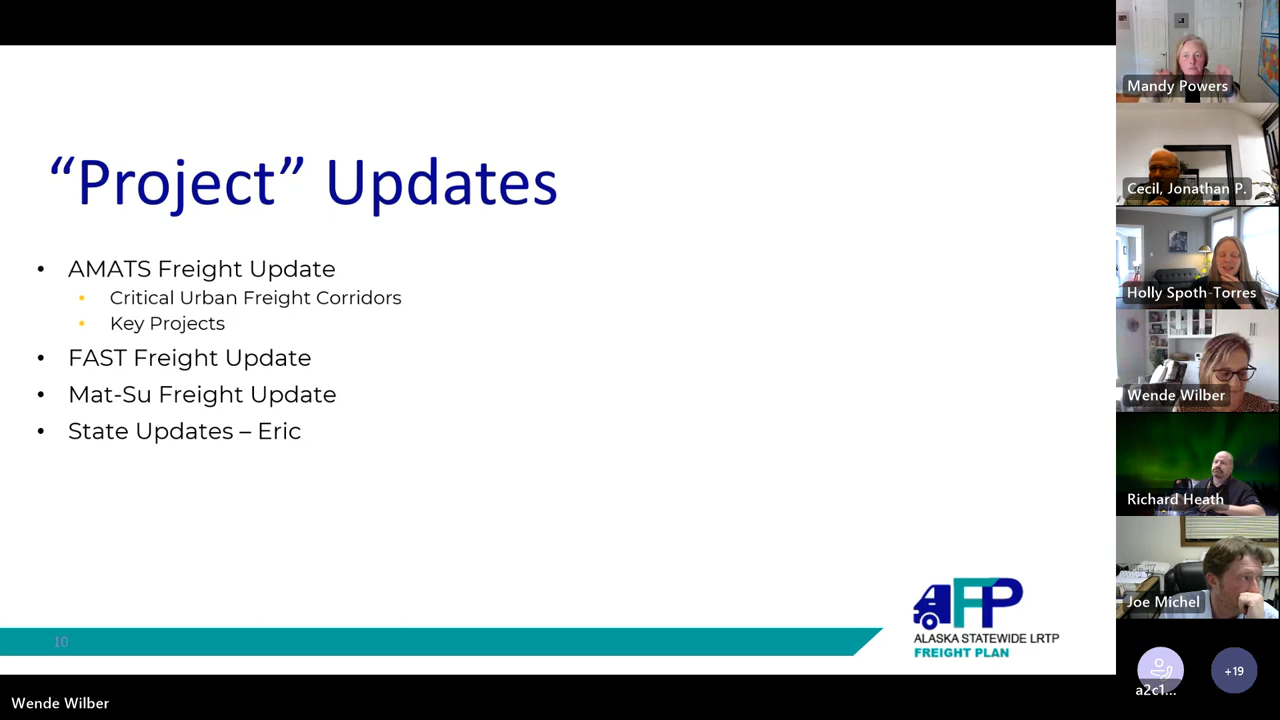 “Project” Updates
• AMATS Freight Update
• Critical Urban Freight Corridors
• Key Projects
• FAST Freight Update
• Mat-Su Freight Update
• State Updates – Eric
10
AFP
ALASKA STATEWIDE LRTP
FREIGHT PLAN
Wende Wilber
Mandy Powers
Cecil, Jonathan P.
Holly Spoth-Torres
Wende Wilber
Richard Heath
Joe Michel
a2c1...
+19